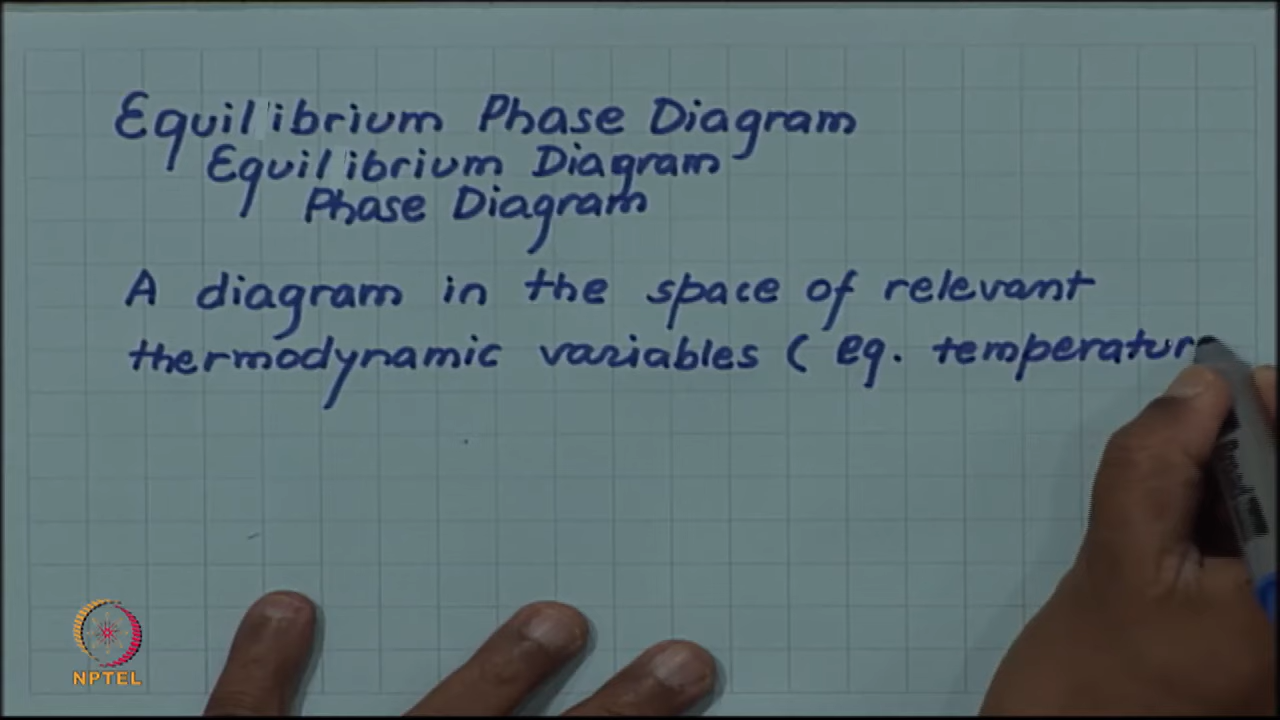 Equilibrium Phase Diagram
Equilibrium Diagram
Phase Diagram
A diagram in the space of relevant
thermodynamic variables ( eg. temperatur
NPTEL